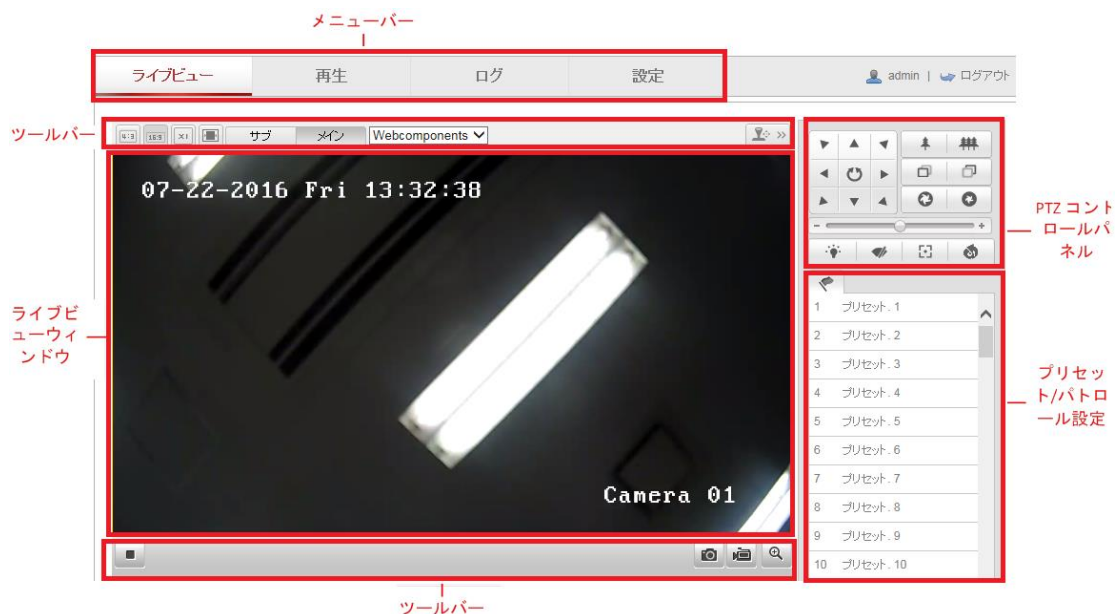 メニューバー
ライブビュー
再生
ログ
設定
admin | ログアウト
ツールバー
4:3
16:9
X1
サブ
メイン
Webcomponents
07-22-2016 Fri 13:32:38
Camera 01
ライブビ
ューウィ
ンドウ
PTZ コント
ロールパ
ネル
1 プリセット. 1
2 プリセット. 2
3 プリセット. 3
4 プリセット. 4
5 プリセット. 5
6 プリセット. 6
7 プリセット. 7
8 プリセット. 8
9 プリセット. 9
10 プリセット. 10
プリセッ
ト/パトロ
ール設定
ツールバー